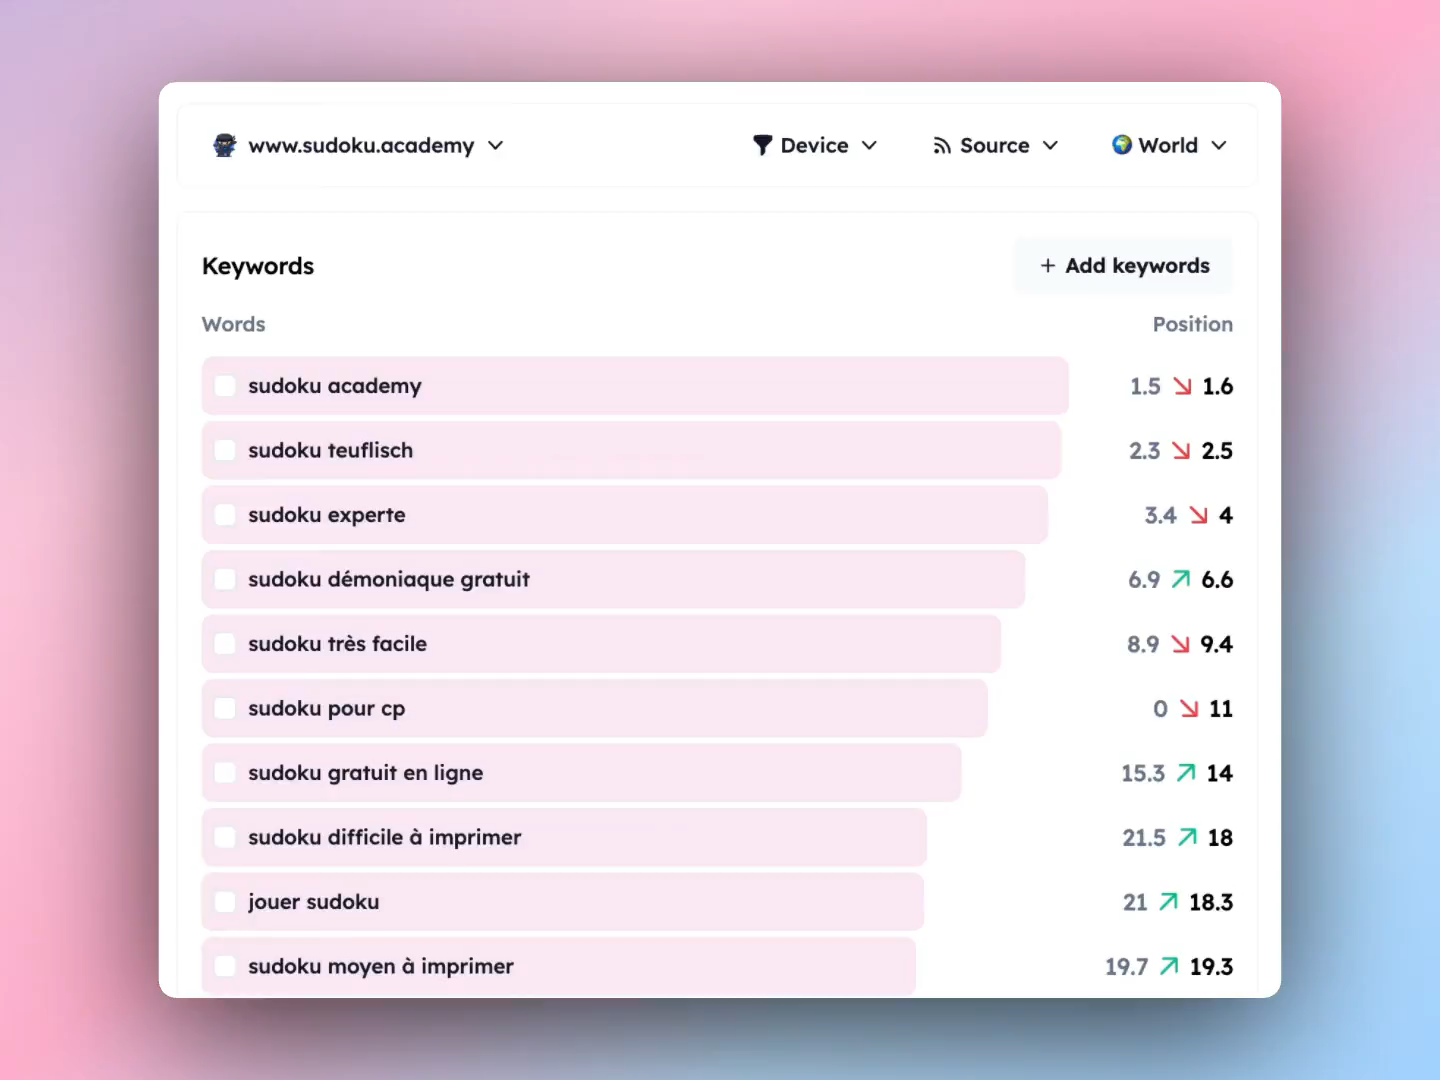 www.sudoku.academy Device Source World
Keywords + Add keywords
Words Position
sudoku academy 1.5 1.6
sudoku teuflisch 2.3 2.5
sudoku experte 3.4 4
sudoku démoniaque gratuit 6.9 6.6
sudoku très facile 8.9 9.4
sudoku pour cp 0 11
sudoku gratuit en ligne 15.3 14
sudoku difficile à imprimer 21.5 18
jouer sudoku 21 18.3
sudoku moyen à imprimer 19.7 19.3